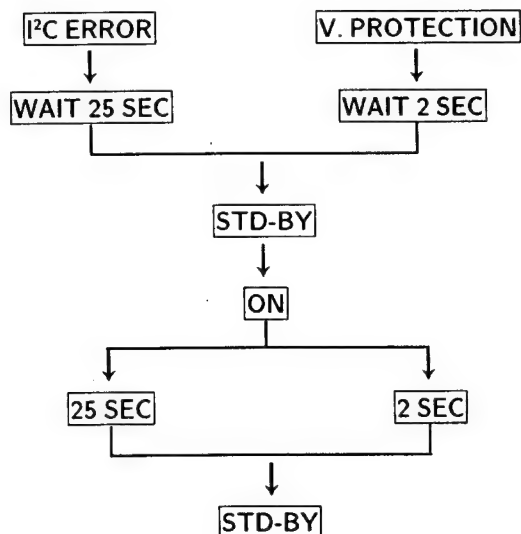 I²C ERROR
V. PROTECTION
WAIT 25 SEC
WAIT 2 SEC
STD-BY
ON
25 SEC
2 SEC
STD-BY